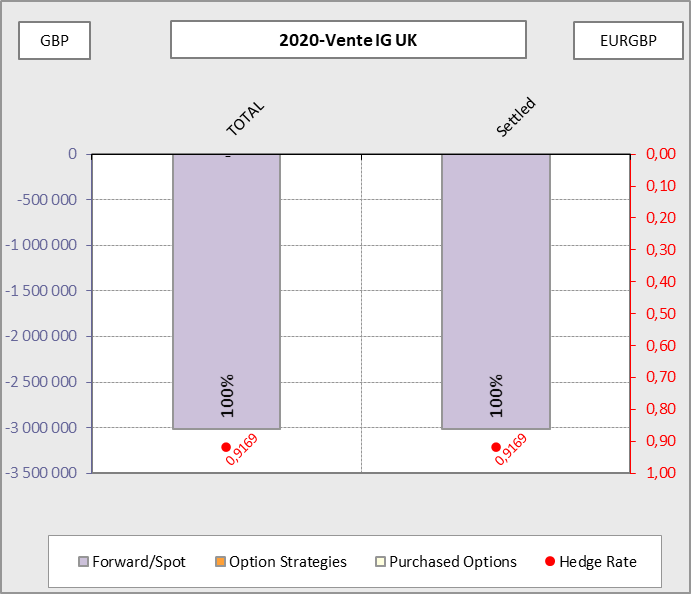 GBP
2020-Vente IG UK
EURGBP
TOTAL
Settled
0
-500 000
-1 000 000
-1 500 000
-2 000 000
-2 500 000
-3 000 000
-3 500 000
0,00
0,10
0,20
0,30
0,40
0,50
0,60
0,70
0,80
0,90
1,00
-
100%
100%
0,9169
0,9169
Forward/Spot
Option Strategies
Purchased Options
Hedge Rate